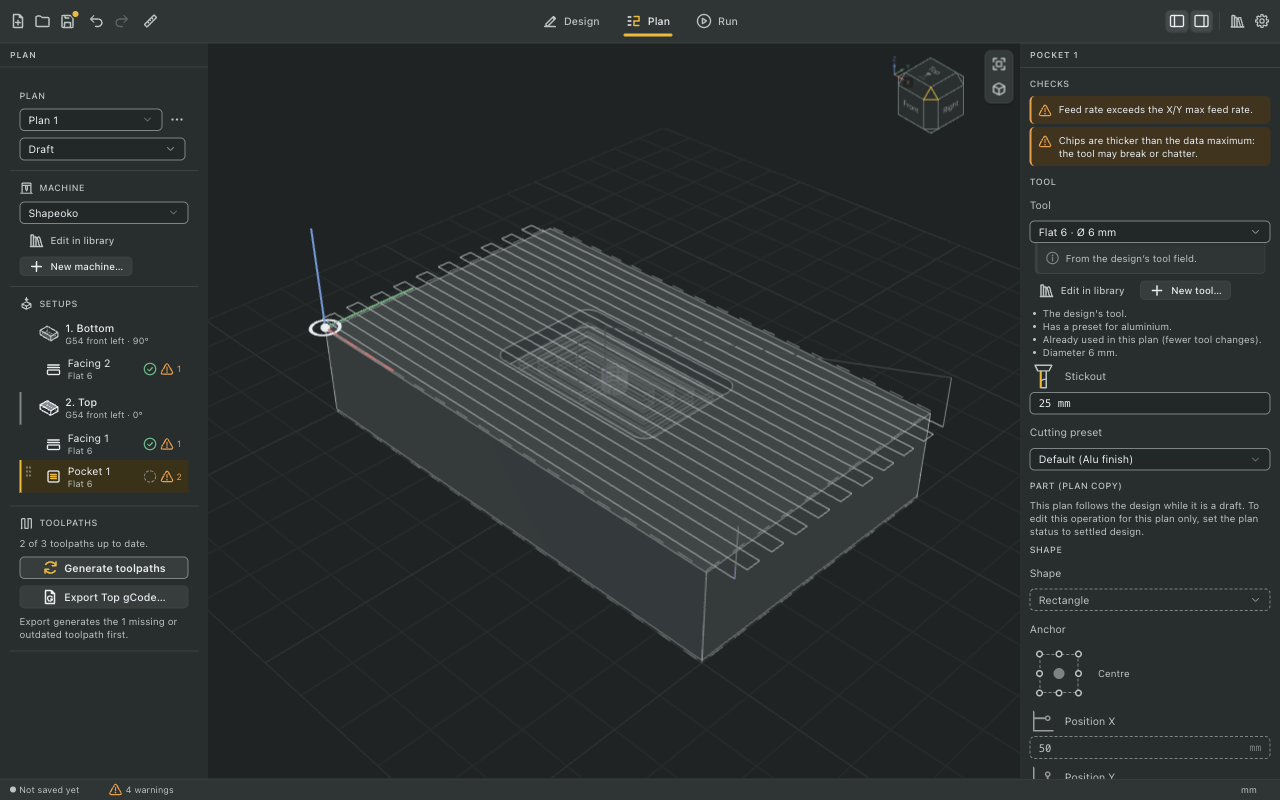 Design
Plan
Run
PLAN
PLAN
Plan 1
Draft
MACHINE
Shapeoko
Edit in library
New machine...
SETUPS
1. Bottom
G54 front left · 90°
Facing 2
Flat 6
1
2. Top
G54 front left · 0°
Facing 1
Flat 6
1
Pocket 1
Flat 6
2
TOOLPATHS
2 of 3 toolpaths up to date.
Generate toolpaths
Export Top gCode...
Export generates the 1 missing or
outdated toolpath first.
Top
Front
Right
POCKET 1
CHECKS
Feed rate exceeds the X/Y max feed rate.
Chips are thicker than the data maximum:
the tool may break or chatter.
TOOL
Tool
Flat 6 · Ø 6 mm
From the design's tool field.
Edit in library
New tool...
• The design's tool.
• Has a preset for aluminium.
• Already used in this plan (fewer tool changes).
• Diameter 6 mm.
Stickout
25 mm
Cutting preset
Default (Alu finish)
PART (PLAN COPY)
This plan follows the design while it is a draft. To
edit this operation for this plan only, set the plan
status to settled design.
SHAPE
Shape
Rectangle
Anchor
Centre
Position X
50 mm
Position Y
Not saved yet
4 warnings
mm